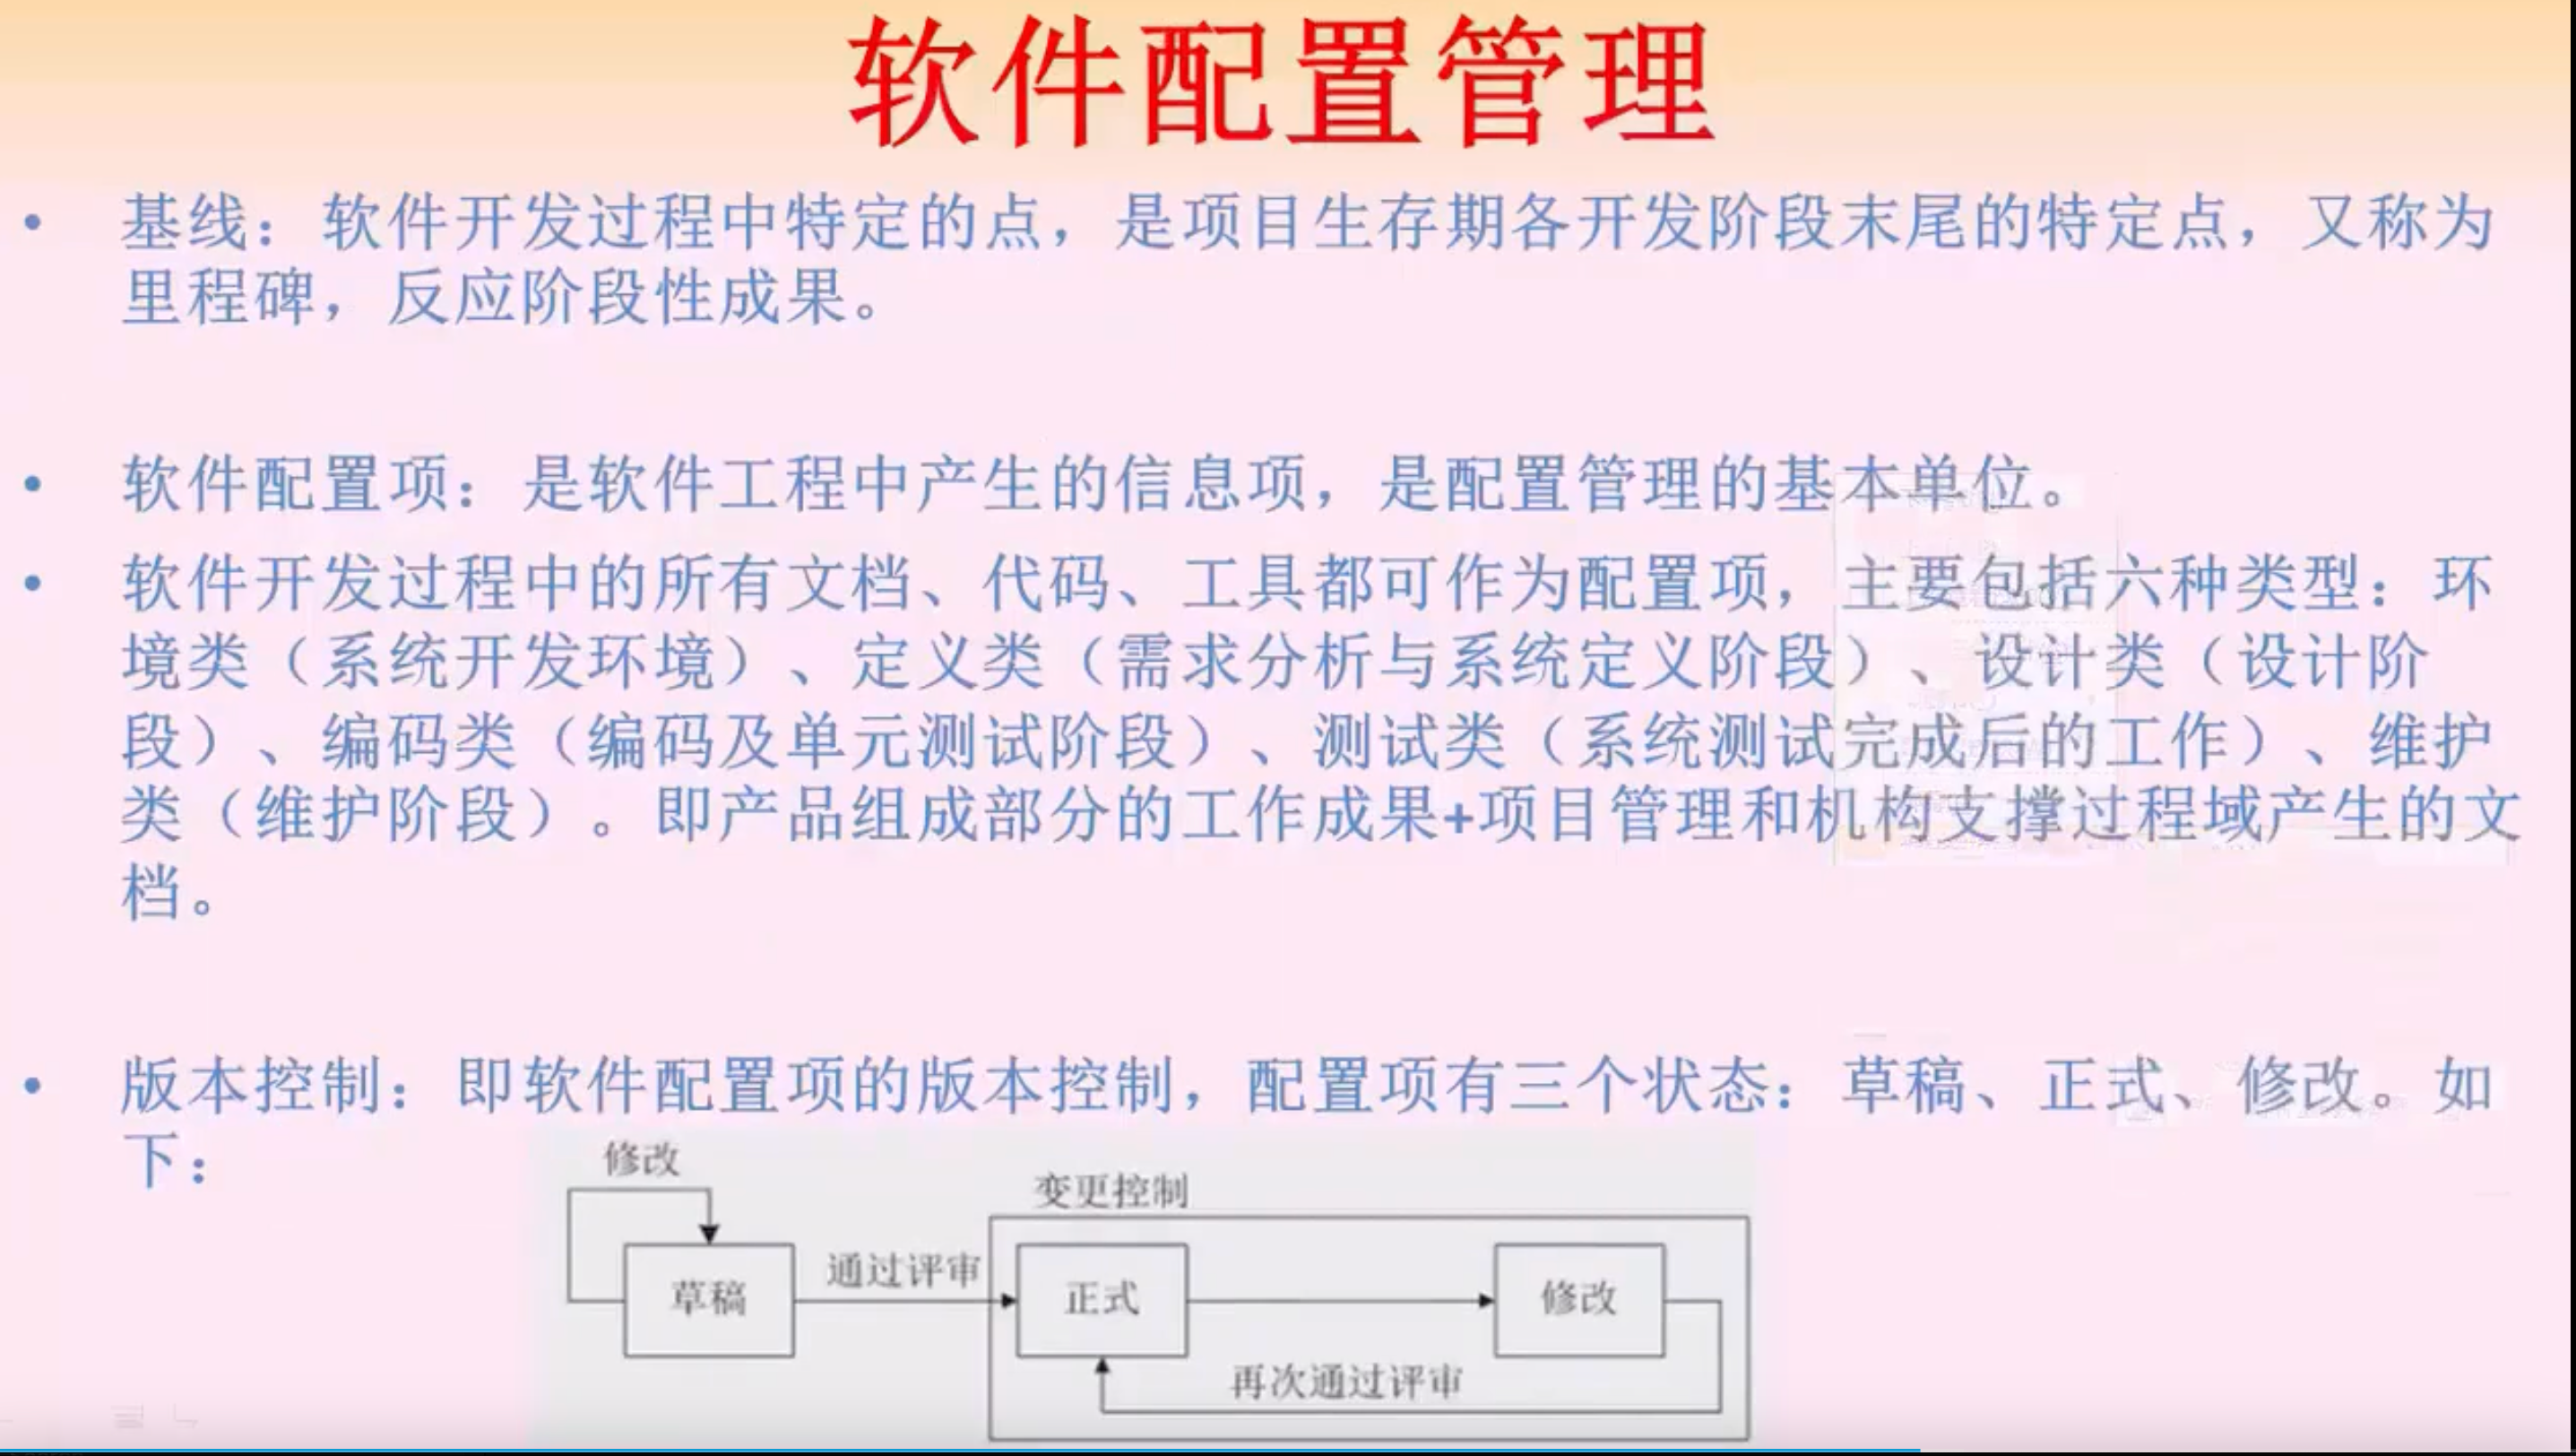 软件配置管理
• 基线：软件开发过程中特定的点，是项目生存期各开发阶段末尾的特定点，又称为
里程碑，反应阶段性成果。
• 软件配置项：是软件工程中产生的信息项，是配置管理的基本单位。
• 软件开发过程中的所有文档、代码、工具都可作为配置项，主要包括六种类型：环
境类（系统开发环境）、定义类（需求分析与系统定义阶段）、设计类（设计阶
段）、编码类（编码及单元测试阶段）、测试类（系统测试完成后的工作）、维护
类（维护阶段）。即产品组成部分的工作成果+项目管理和机构支撑过程域产生的文
档。
• 版本控制：即软件配置项的版本控制，配置项有三个状态：草稿、正式、修改。如
下：
修改
变更控制
通过评审
草稿
正式
修改
再次通过评审